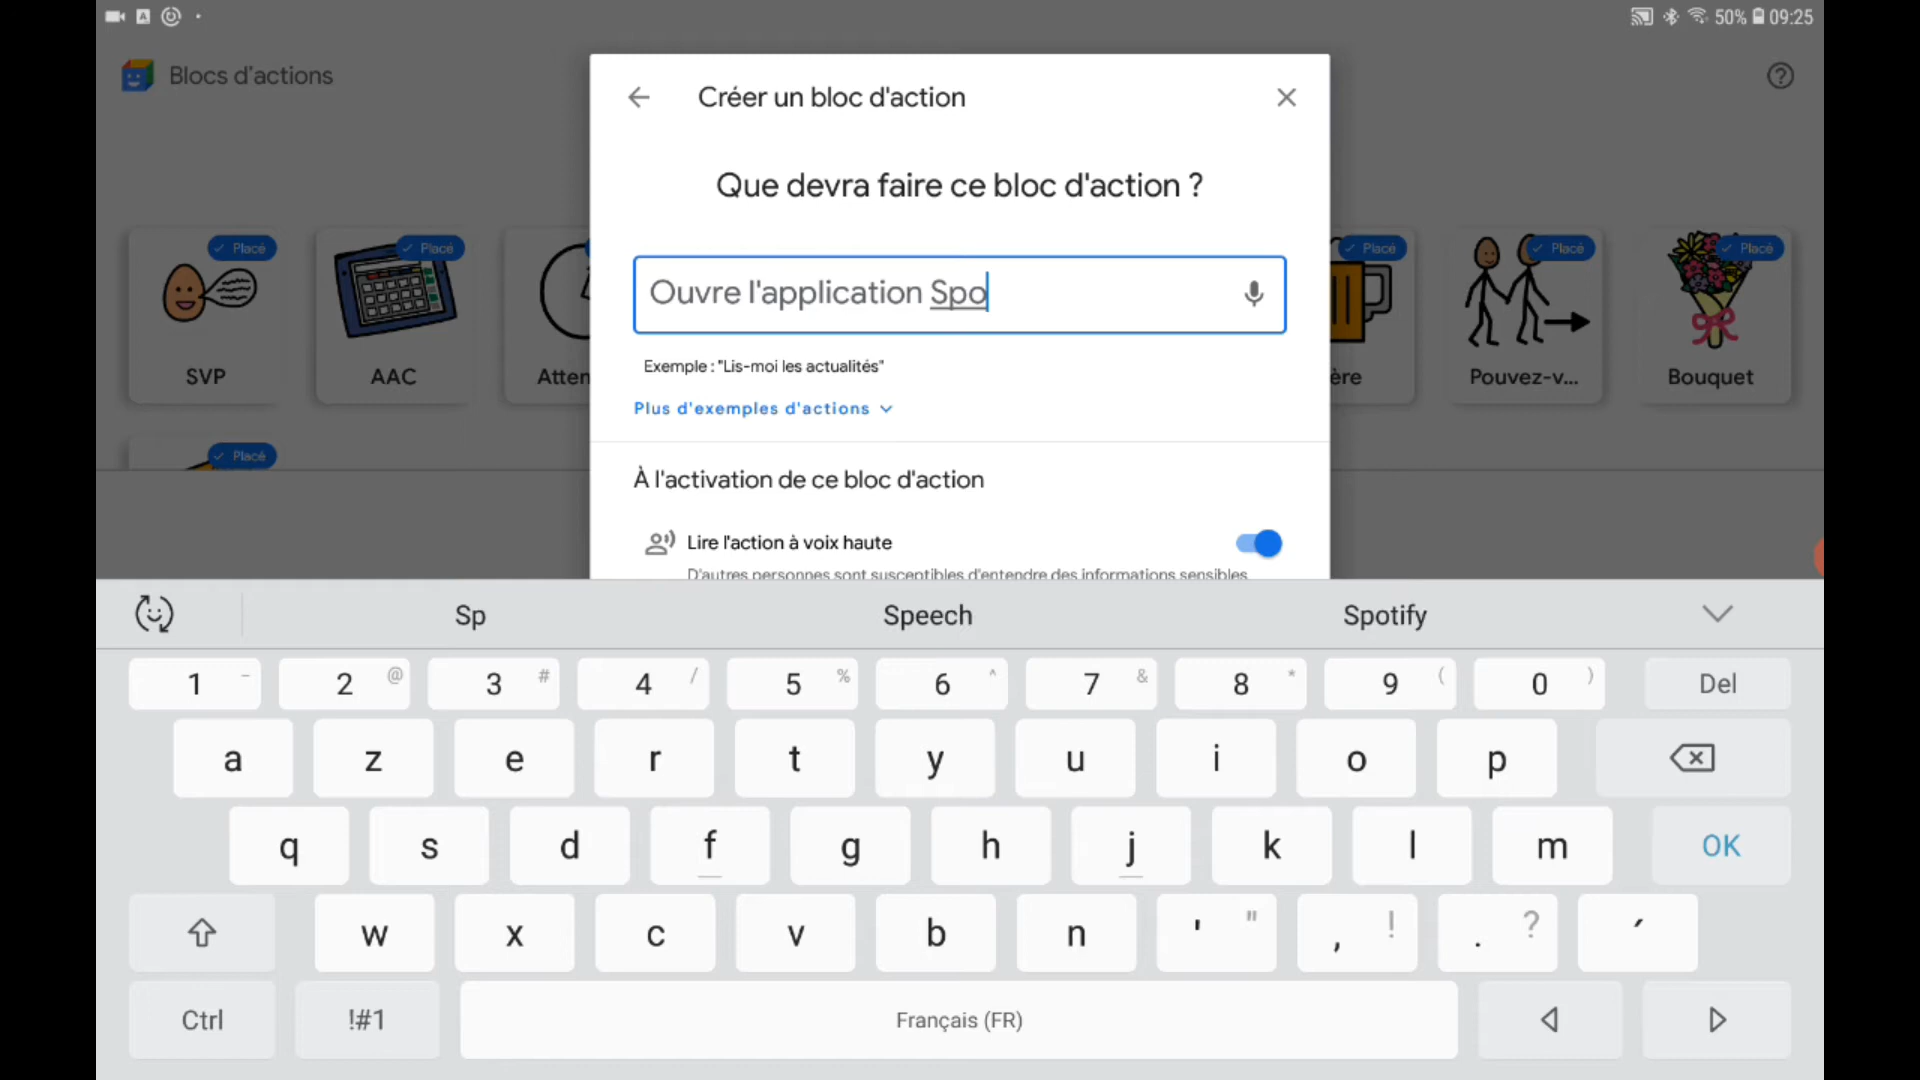 50% 09:25
Blocs d'actions
Créer un bloc d'action
Que devra faire ce bloc d'action ?
Placé
Placé
Placé
Placé
Placé
Ouvre l'application Spo
SVP
AAC
Atten
ère
Pouvez-v...
Bouquet
Exemple : "Lis-moi les actualités"
Plus d'exemples d'actions
Placé
À l'activation de ce bloc d'action
Lire l'action à voix haute
D'autres personnes sont susceptibles d'entendre des informations sensibles
Sp Speech Spotify
1 - 2 @ 3 # 4 / 5 % 6 ^ 7 & 8 * 9 ( 0 ) Del
a z e r t y u i o p
q s d f g h j k l m OK
w x c v b n ' " , ! . ? ´
Ctrl !#1 Français (FR)